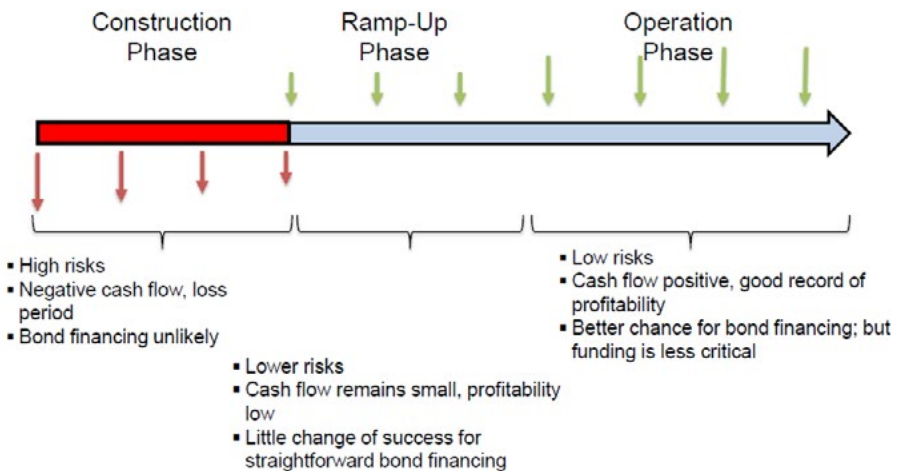 Construction
Phase
Ramp-Up
Phase
Operation
Phase
▪ High risks
▪ Negative cash flow, loss
period
▪ Bond financing unlikely
▪ Lower risks
▪ Cash flow remains small, profitability
low
▪ Little change of success for
straightforward bond financing
▪ Low risks
▪ Cash flow positive, good record of
profitability
▪ Better chance for bond financing; but
funding is less critical